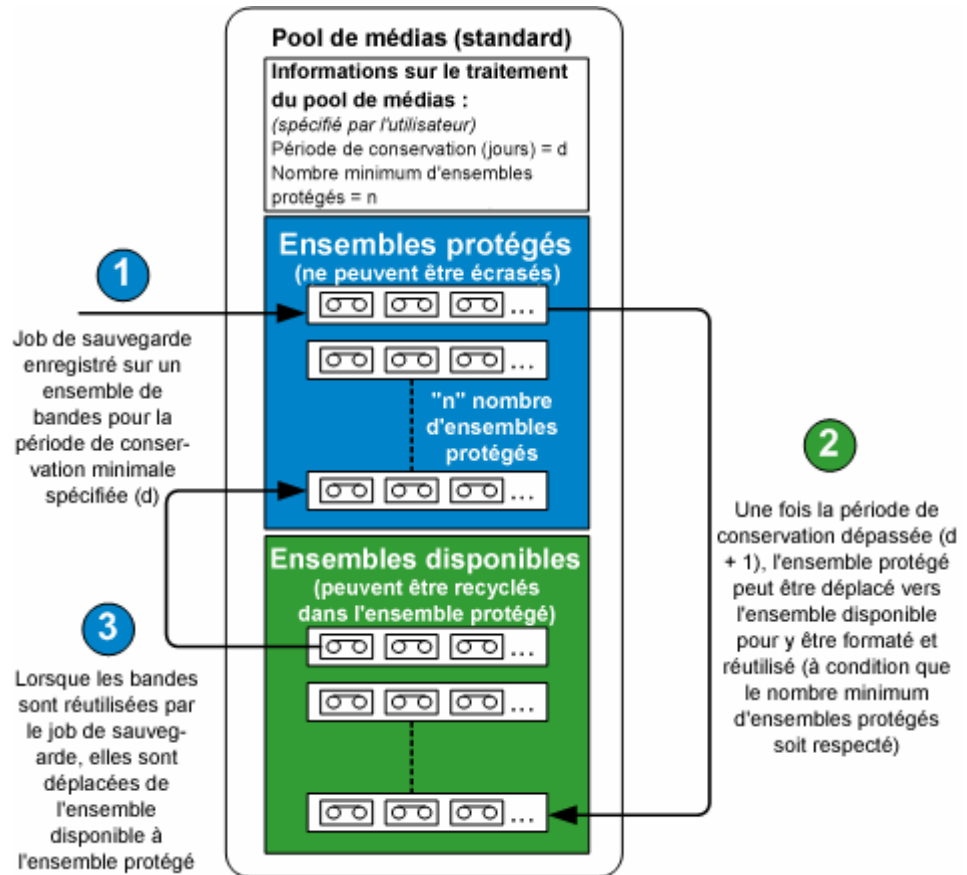 Pool de médias (standard)
Informations sur le traitement
du pool de médias :
(spécifié par l'utilisateur)
Période de conservation (jours) = d
Nombre minimum d'ensembles
protégés = n
Ensembles protégés
(ne peuvent être écrasés)
...
...
"n" nombre
d'ensembles
protégés
...
1
Job de sauvegarde
enregistré sur un
ensemble de
bandes pour la
période de conser-
vation minimale
spécifiée (d)
2
Une fois la période de
conservation dépassée (d
+ 1), l'ensemble protégé
peut être déplacé vers
l'ensemble disponible
pour y être formaté et
réutilisé (à condition que
le nombre minimum
d'ensembles protégés
soit respecté)
Ensembles disponibles
(peuvent être recyclés
dans l'ensemble protégé)
...
...
...
3
Lorsque les bandes
sont réutilisées par
le job de sauveg-
arde, elles sont
déplacées de
l'ensemble
disponible à
l'ensemble protégé